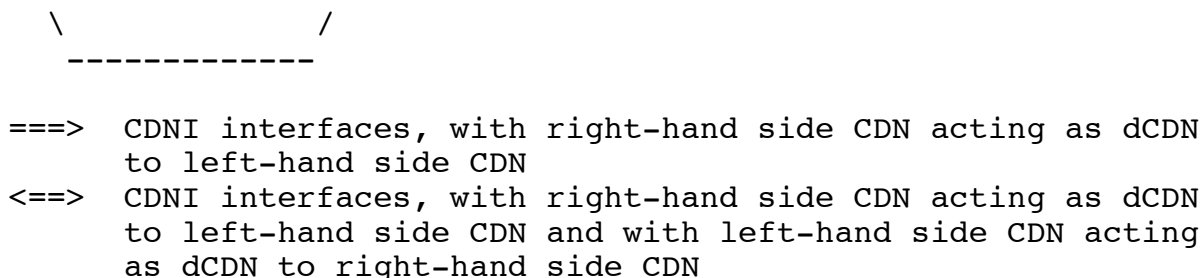 \             /
-------------
===>  CDNI interfaces, with right-hand side CDN acting as dCDN
to left-hand side CDN
<==>  CDNI interfaces, with right-hand side CDN acting as dCDN
to left-hand side CDN and with left-hand side CDN acting
as dCDN to right-hand side CDN